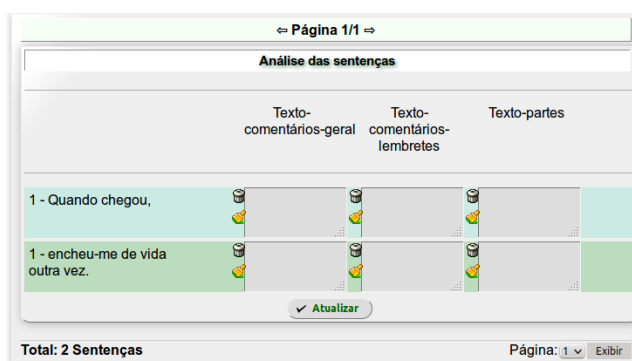 ⇦ Página 1/1 ⇨
Análise das sentenças
Texto-comentários-geral
Texto-comentários-lembretes
Texto-partes
1 - Quando chegou,
1 - encheu-me de vida
outra vez.
✓ Atualizar
Total: 2 Sentenças
Página: 1 Exibir